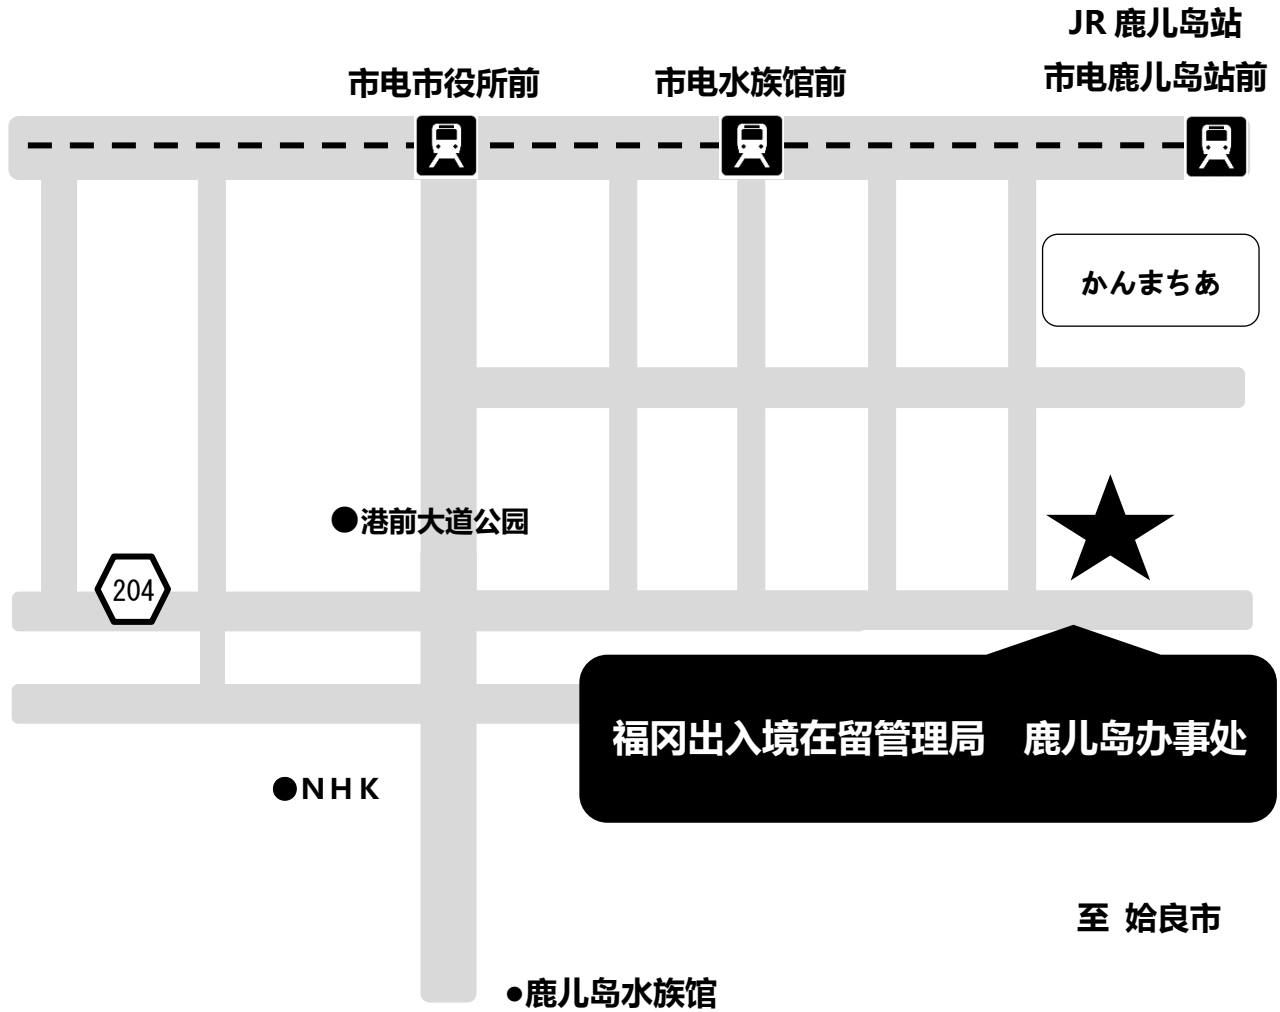 JR 鹿儿岛站
市电市役所前
市电水族馆前
市电鹿儿岛站前
かんまちあ
●港前大道公园
204
福冈出入境在留管理局　鹿儿岛办事处
●NHK
至 姶良市
●鹿儿岛水族馆